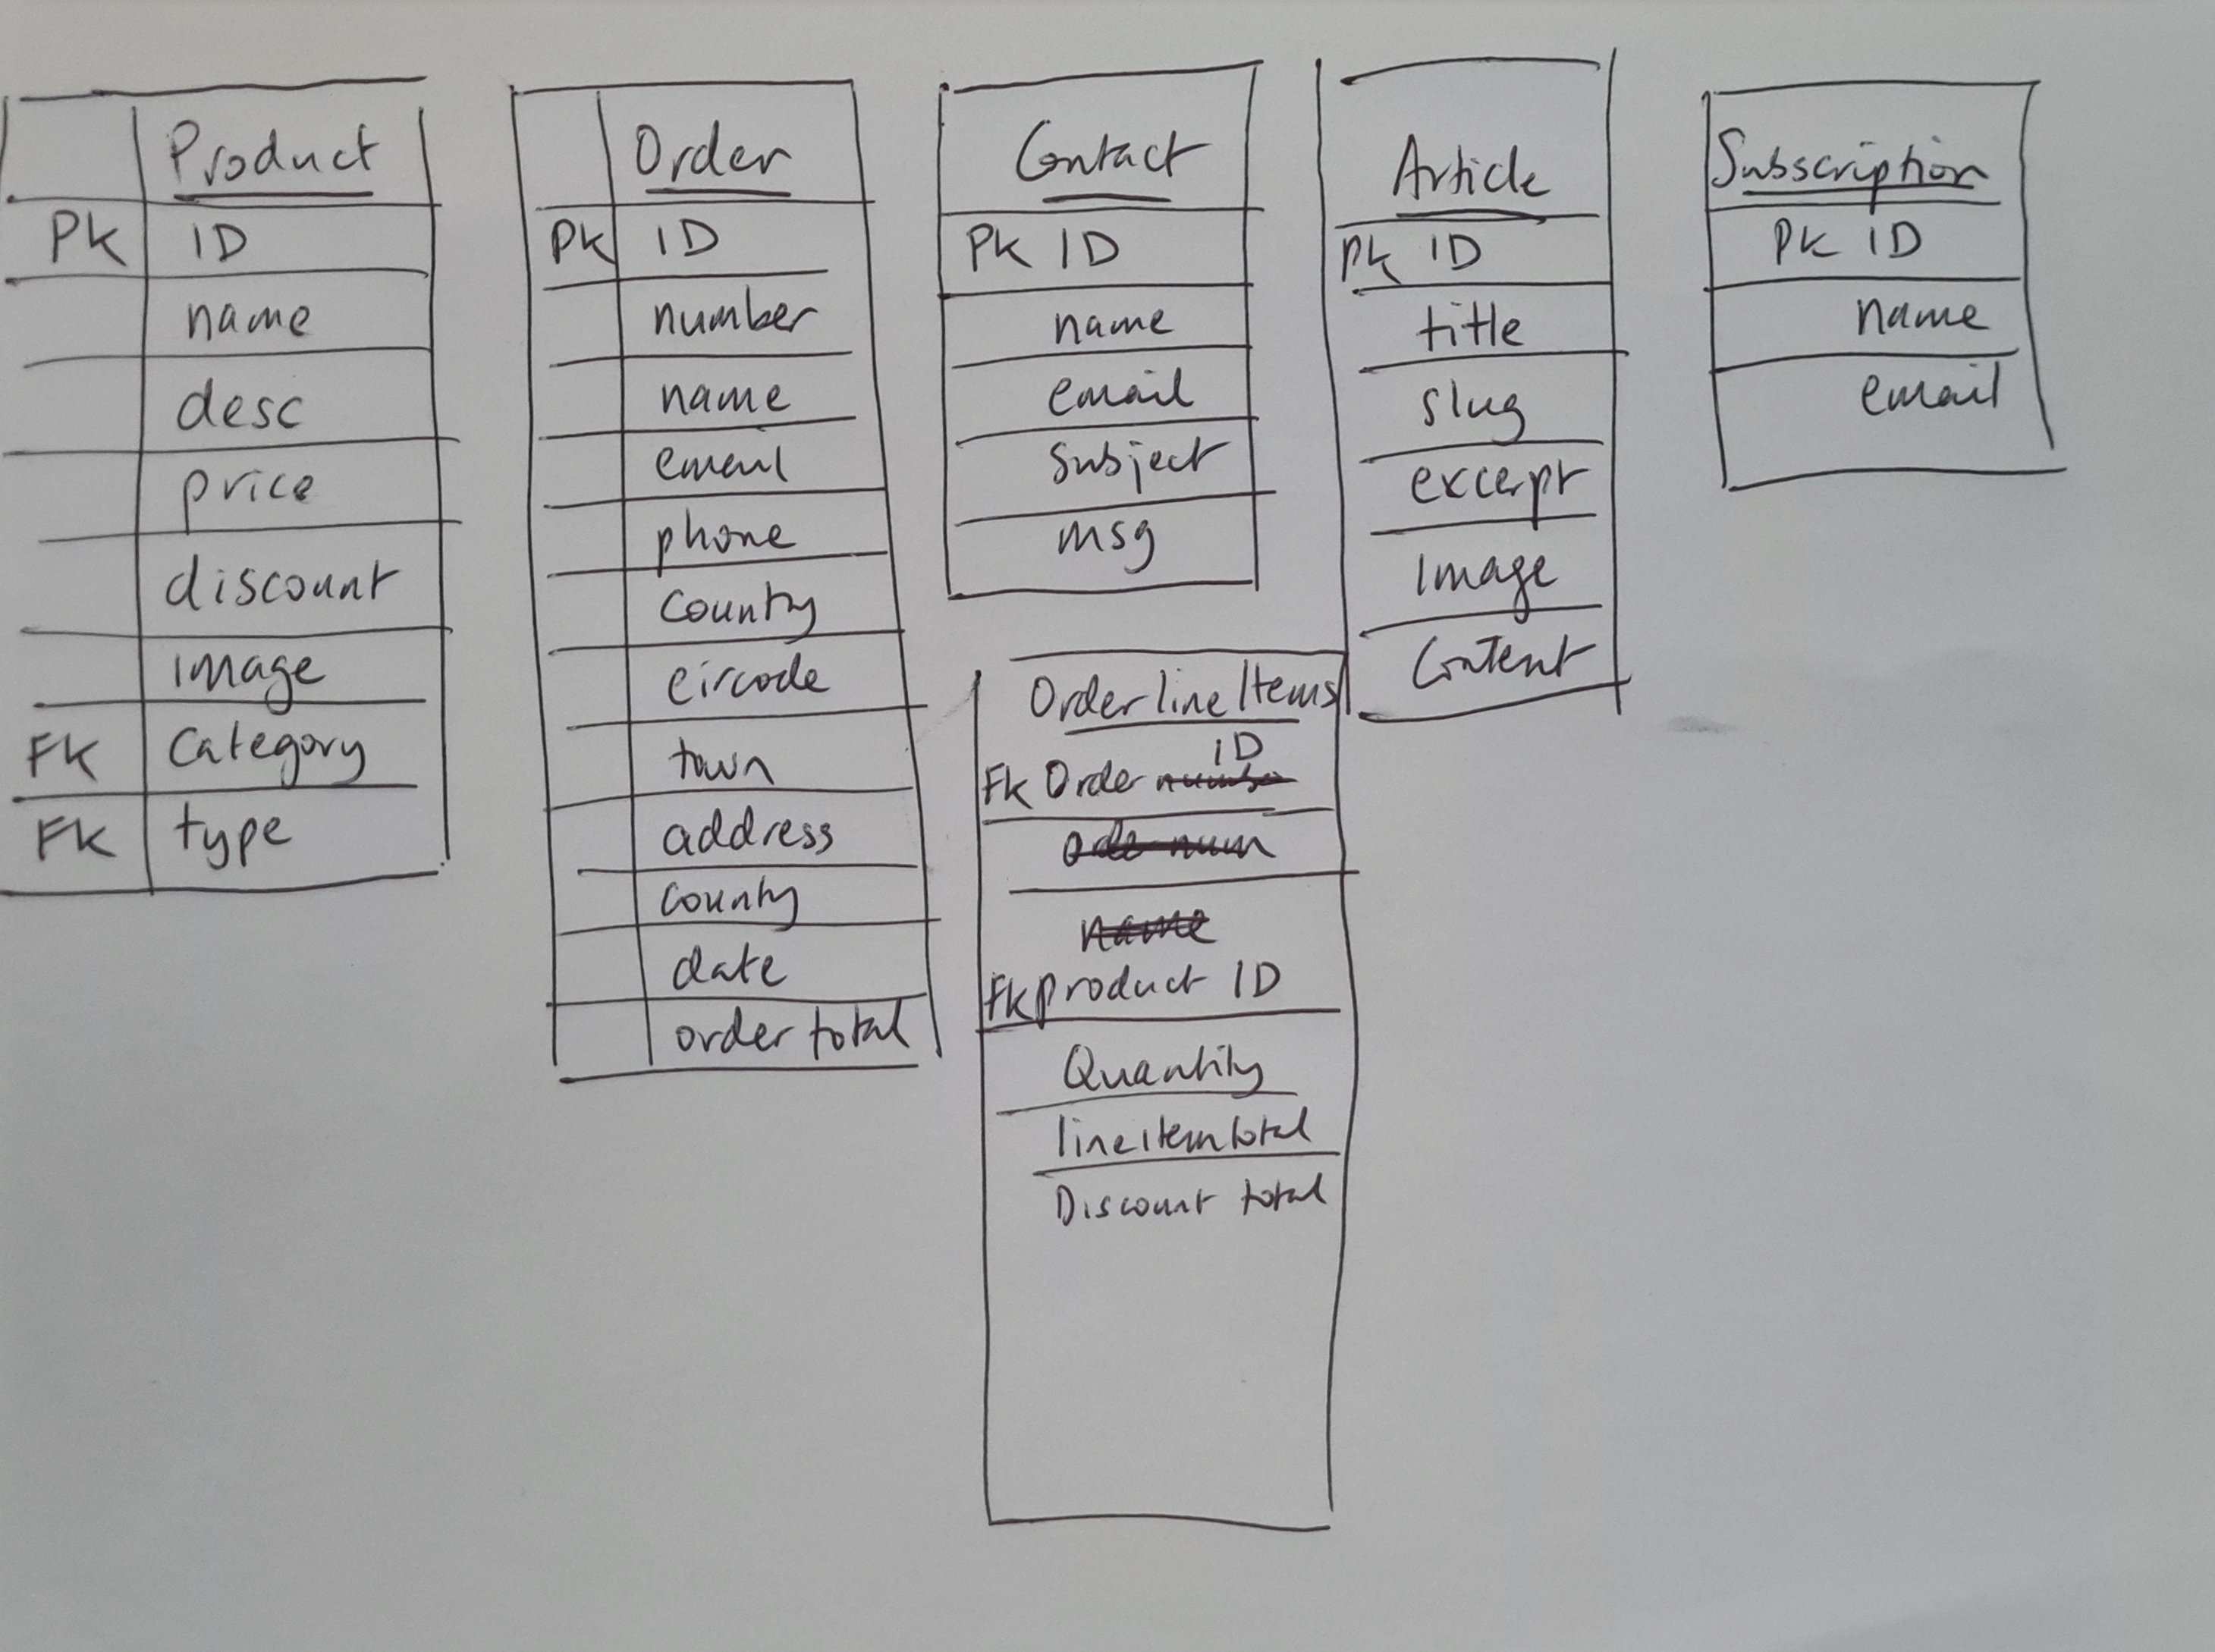 Product
PK ID
name
desc
price
discount
image
FK Category
FK type
Order
PK ID
number
name
email
phone
county
eircode
town
address
county
date
order total
Contact
PK ID
name
email
subject
msg
Article
PK ID
title
slug
excerpt
image
Content
Subscription
PK ID
name
email
Order line Items
ID
FK Order number
order num
name
FK product ID
Quantity
line item total
Discount total